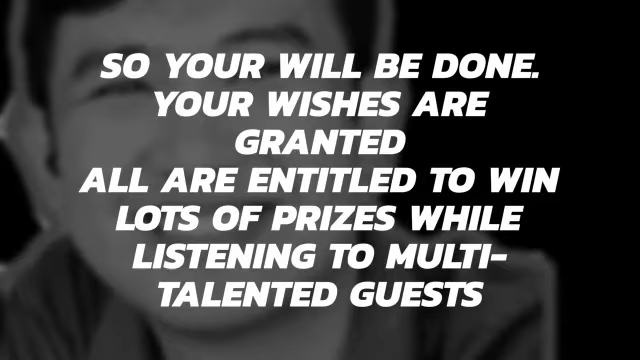 SO YOUR WILL BE DONE.
YOUR WISHES ARE
GRANTED
ALL ARE ENTITLED TO WIN
LOTS OF PRIZES WHILE
LISTENING TO MULTI-
TALENTED GUESTS